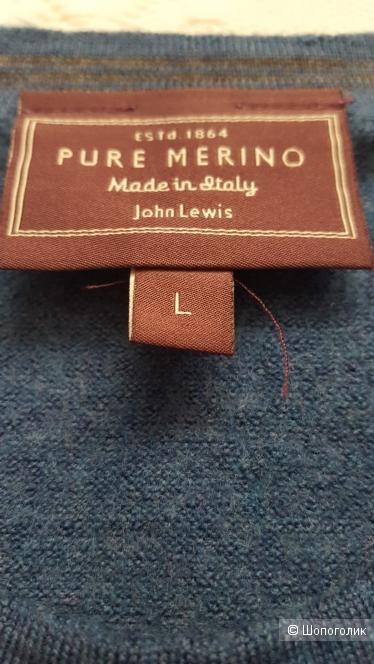 ESTd.1864
PURE MERINO
Made in Italy
John Lewis
L
© Шопоголик